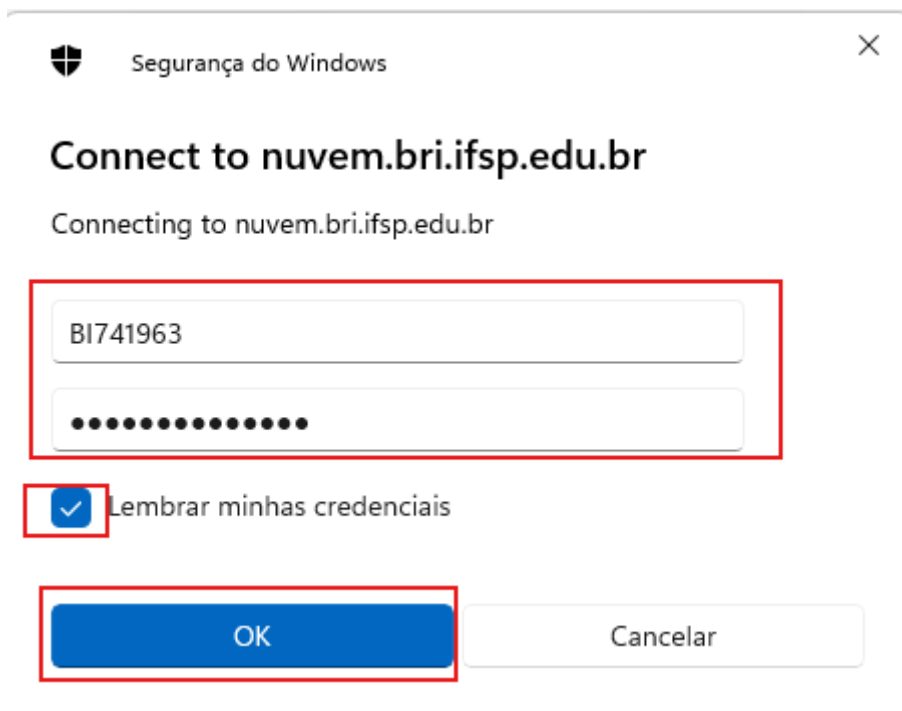 Segurança do Windows
Connect to nuvem.bri.ifsp.edu.br
Connecting to nuvem.bri.ifsp.edu.br
BI741963
••••••••••••••
Lembrar minhas credenciais
OK
Cancelar